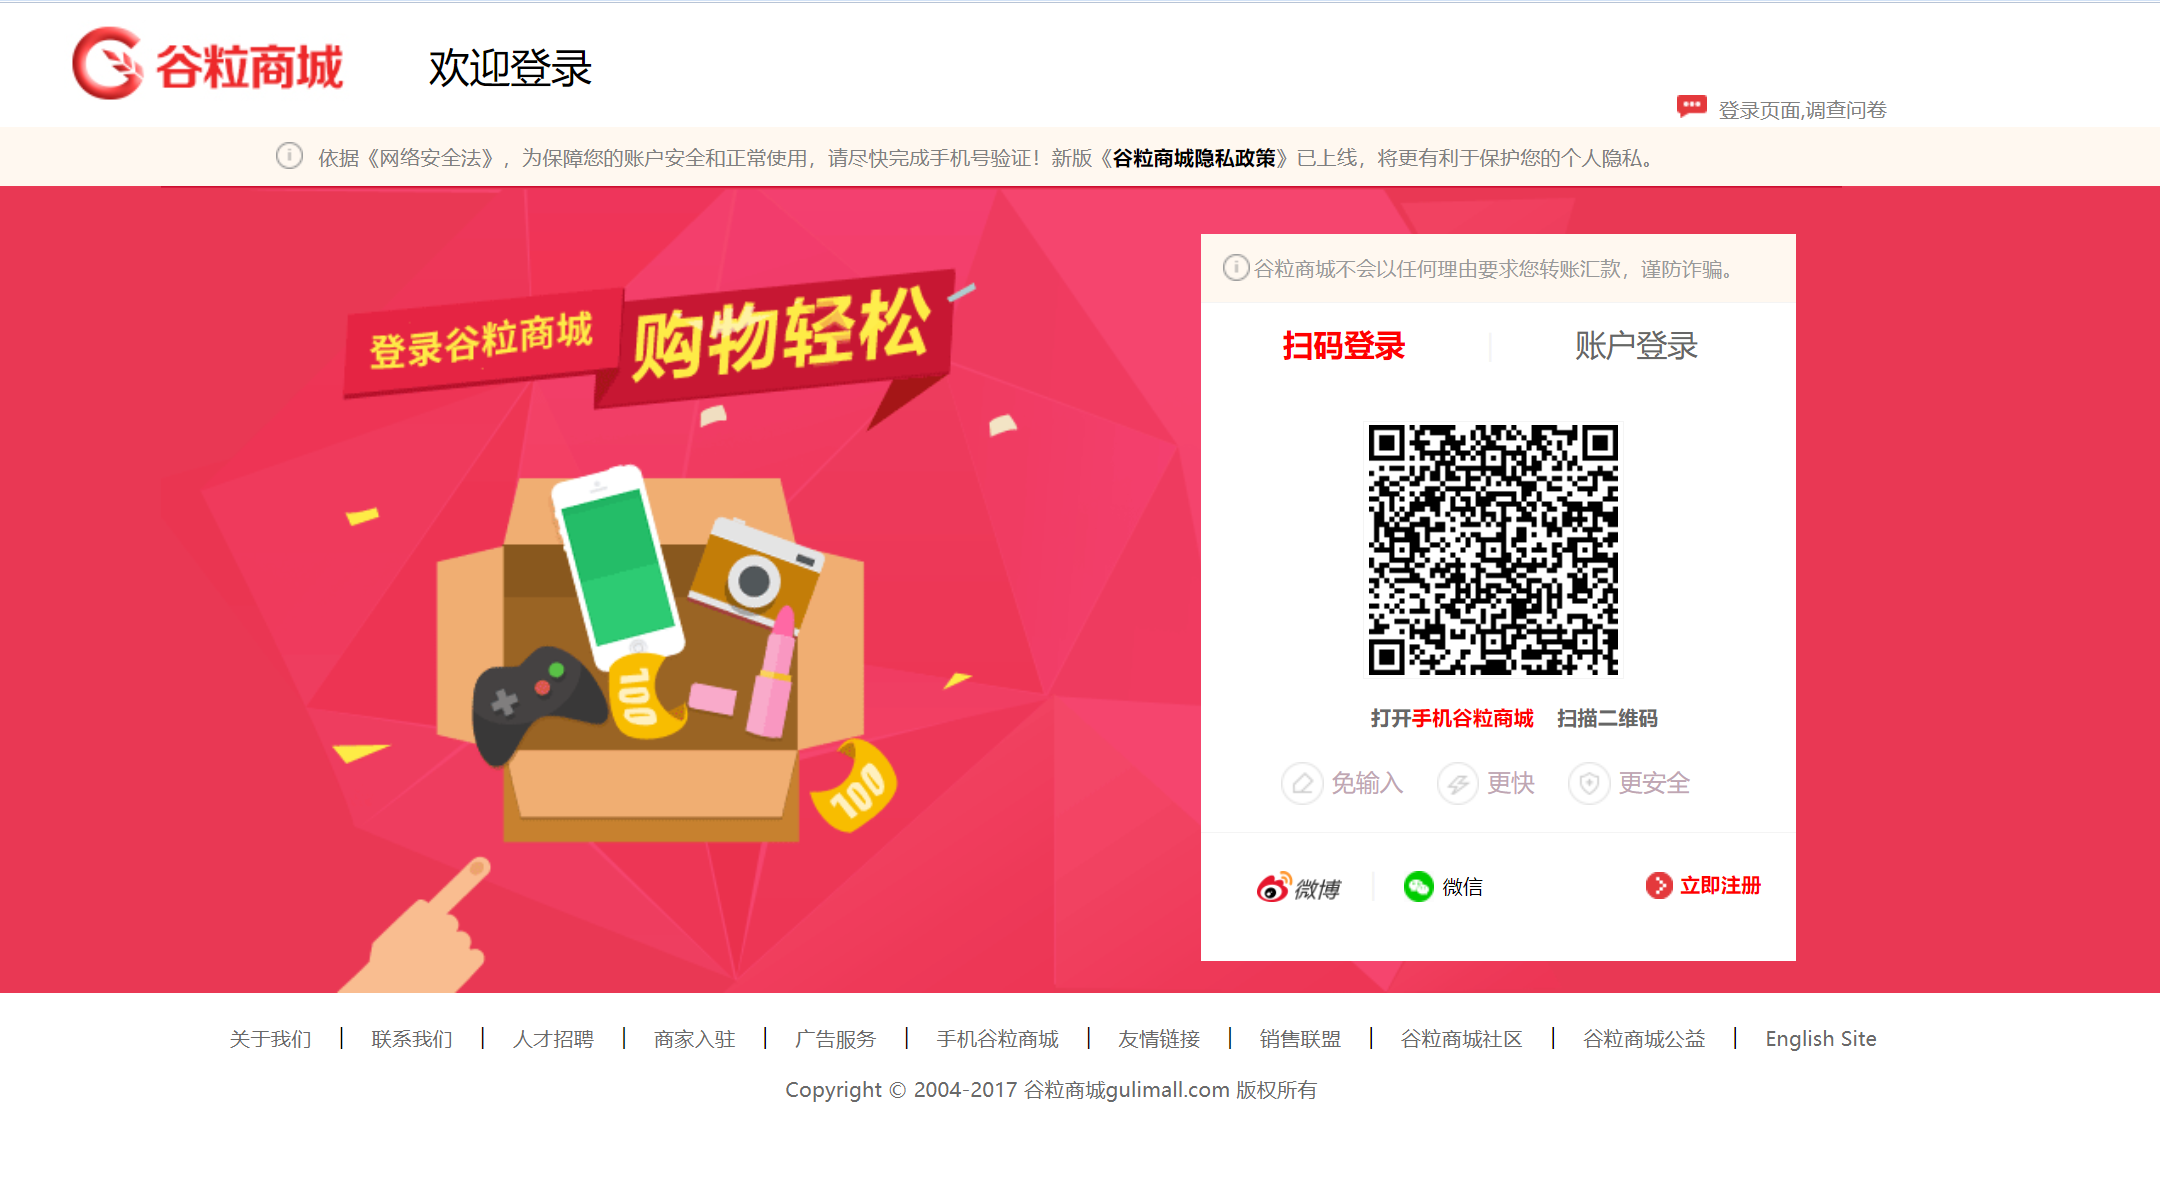 谷粒商城
欢迎登录
登录页面,调查问卷
依据《网络安全法》，为保障您的账户安全和正常使用，请尽快完成手机号验证！新版《谷粒商城隐私政策》已上线，将更有利于保护您的个人隐私。
登录谷粒商城
购物轻松
100
100
谷粒商城不会以任何理由要求您转账汇款，谨防诈骗。
扫码登录 账户登录
打开手机谷粒商城 扫描二维码
免输入 更快 更安全
微博 微信 立即注册
关于我们 | 联系我们 | 人才招聘 | 商家入驻 | 广告服务 | 手机谷粒商城 | 友情链接 | 销售联盟 | 谷粒商城社区 | 谷粒商城公益 | English Site
Copyright © 2004-2017 谷粒商城gulimall.com 版权所有